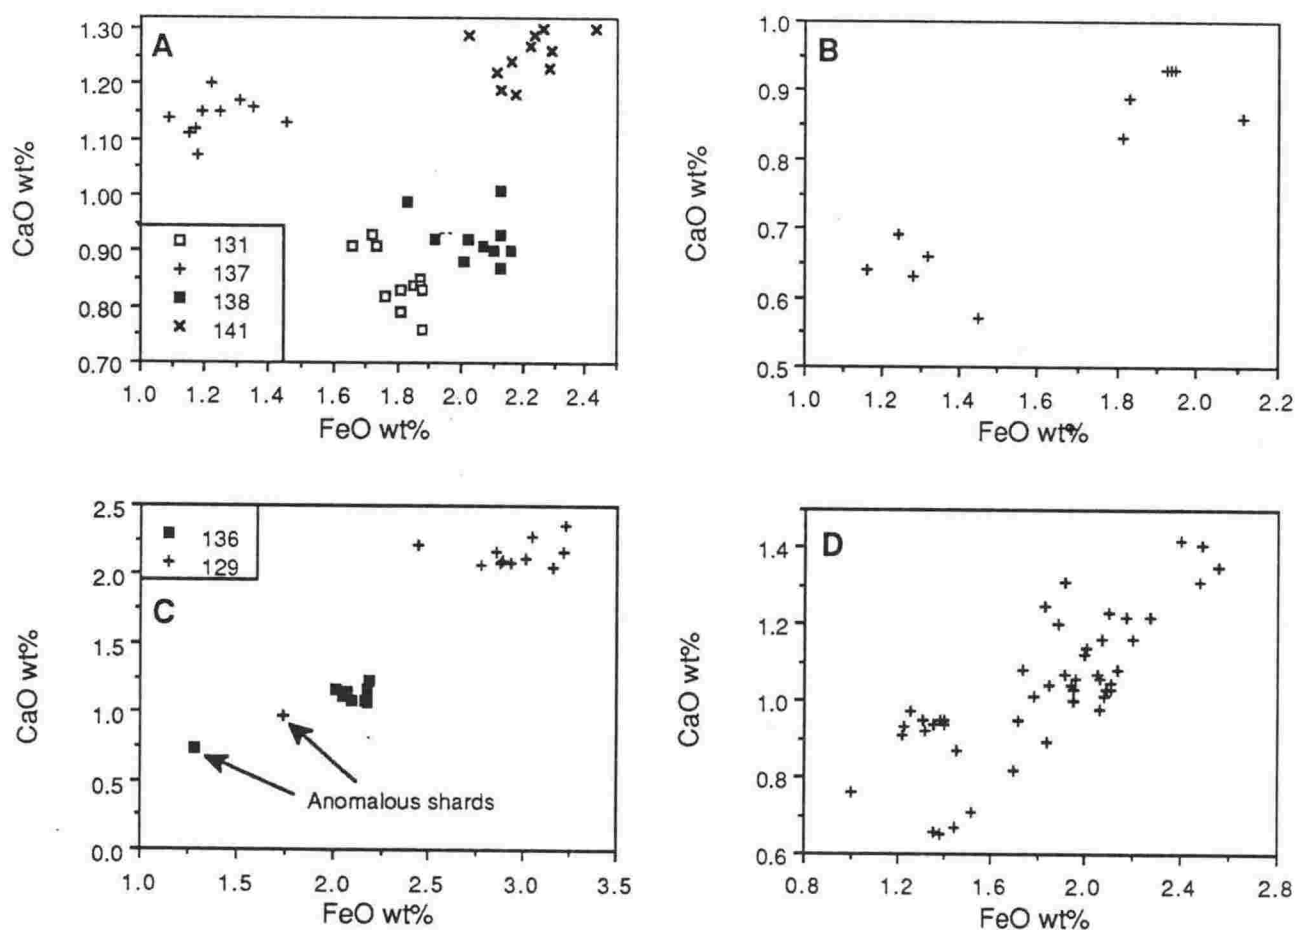 A
CaO wt%
1.30
1.20
1.10
1.00
0.90
0.80
0.70
131
137
138
141
1.0 1.2 1.4 1.6 1.8 2.0 2.2 2.4
FeO wt%
B
CaO wt%
1.0
0.9
0.8
0.7
0.6
0.5
1.0 1.2 1.4 1.6 1.8 2.0 2.2
FeO wt%
C
CaO wt%
2.5
2.0
1.5
1.0
0.5
0.0
136
129
Anomalous shards
1.0 1.5 2.0 2.5 3.0 3.5
FeO wt%
D
CaO wt%
1.4
1.2
1.0
0.8
0.6
0.8 1.2 1.6 2.0 2.4 2.8
FeO wt%